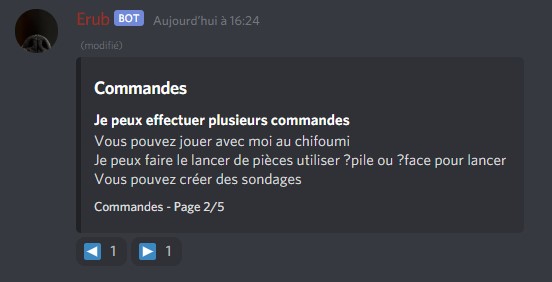 Erub BOT Aujourd'hui à 16:24
(modifié)
Commandes
Je peux effectuer plusieurs commandes
Vous pouvez jouer avec moi au chifoumi
Je peux faire le lancer de pièces utiliser ?pile ou ?face pour lancer
Vous pouvez créer des sondages
Commandes - Page 2/5
1 1